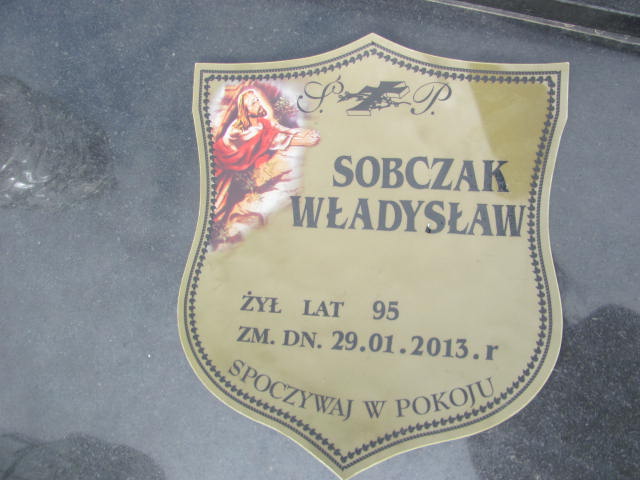 Ś. P.
SOBCZAK
WŁADYSŁAW
ŻYŁ LAT 95
ZM. DN. 29.01.2013.r
SPOCZYWAJ W POKOJU